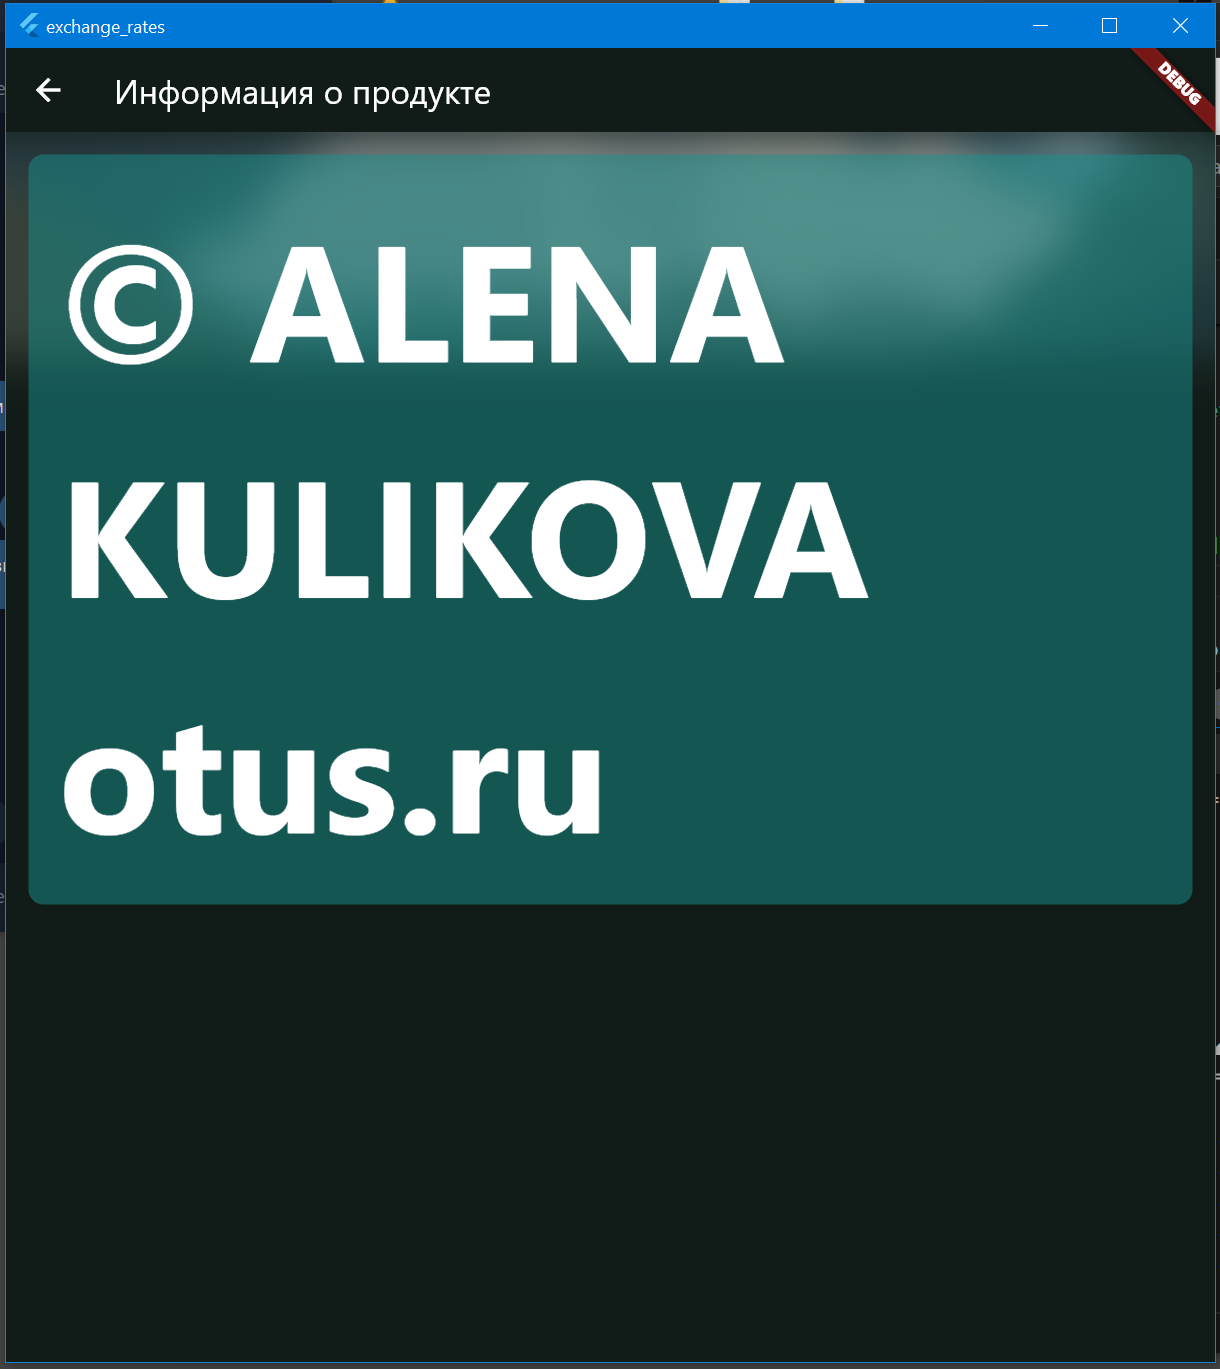 exchange_rates
Информация о продукте
DEBUG
© ALENA
KULIKOVA
otus.ru